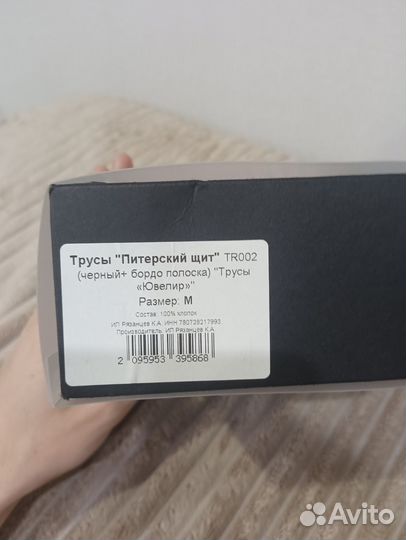 Трусы "Питерский щит" TR002
(черный+ бордо полоска) "Трусы
«Ювелир»"
Размер: M
Состав: 100% хлопок
ИП Рязанцев К.А, ИНН 780728217993
Производитель: ИП Рязанцев К.А
2 095953 395868
Avito